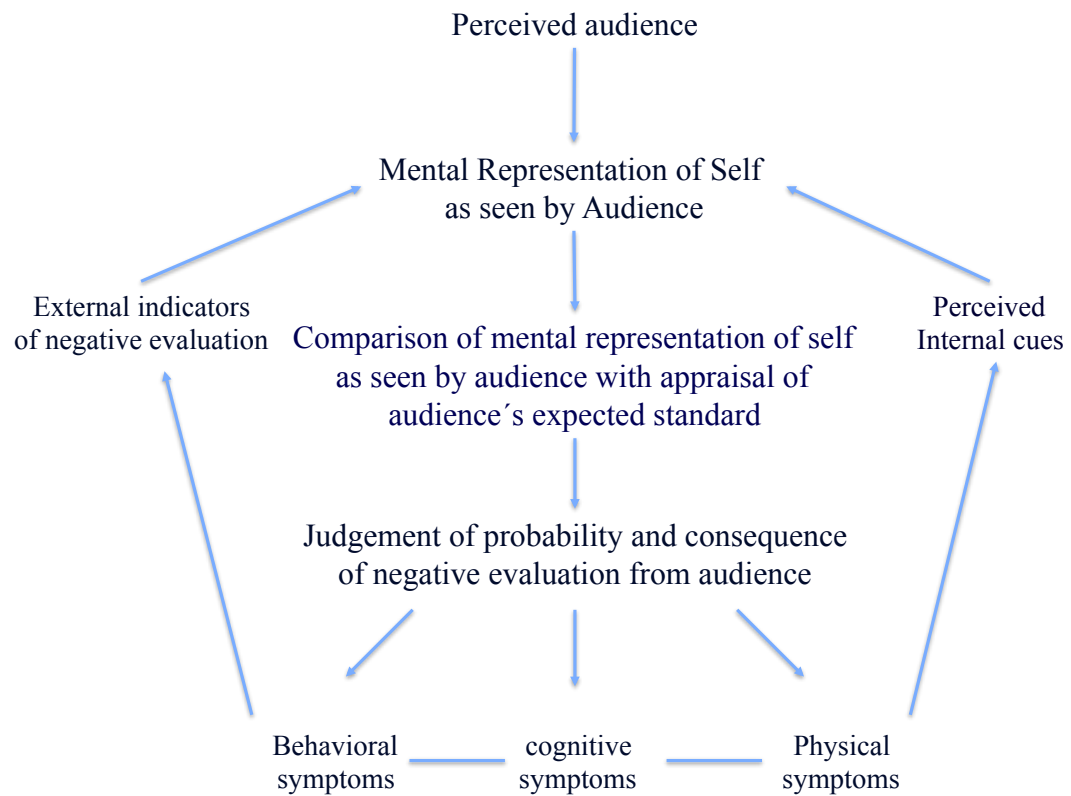 Perceived audience
Mental Representation of Self
as seen by Audience
External indicators
of negative evaluation
Comparison of mental representation of self
as seen by audience with appraisal of
audience´s expected standard
Perceived
Internal cues
Judgement of probability and consequence
of negative evaluation from audience
Behavioral
symptoms
cognitive
symptoms
Physical
symptoms